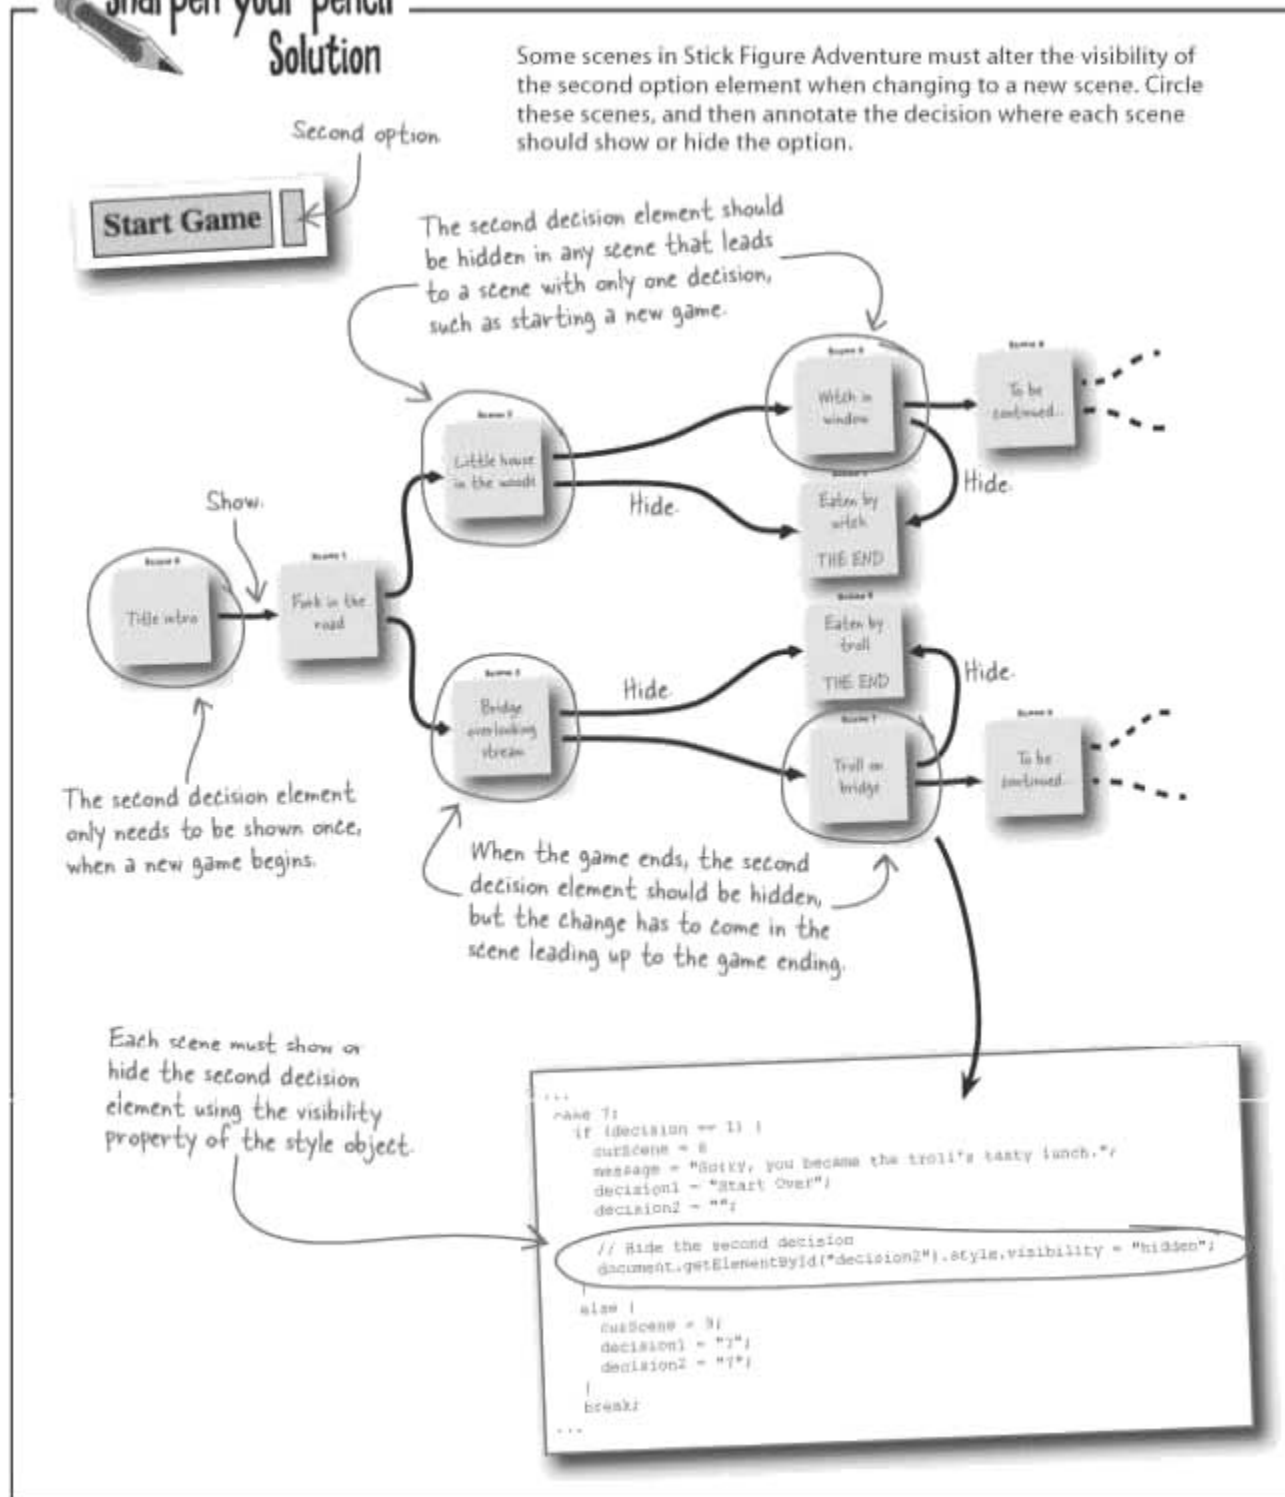 Sharpen your pencil
Solution
Some scenes in Stick Figure Adventure must alter the visibility of
the second option element when changing to a new scene. Circle
these scenes, and then annotate the decision where each scene
should show or hide the option.
Second option.
Start Game
The second decision element should
be hidden in any scene that leads
to a scene with only one decision,
such as starting a new game.
Witch in
window
To be
continued...
Little house
in the woods
Hide.
Hide.
Eaten by
witch
THE END
Show.
Scene 1
Title intro
Fork in the
road
Eaten by
troll
THE END
Hide.
Hide
Bridge
overlooking
stream
Troll on
bridge
To be
continued...
The second decision element
only needs to be shown once,
when a new game begins.
When the game ends, the second
decision element should be hidden,
but the change has to come in the
scene leading up to the game ending.
Each scene must show or
hide the second decision
element using the visibility
property of the style object.
...
case 7:
if (decision == 1) {
curScene = 8
message = "Sorry, you became the troll's tasty lunch.";
decision1 = "Start Over";
decision2 = "";
// Hide the second decision
document.getElementById("decision2").style.visibility = "hidden";
}
else {
curScene = 9;
decision1 = "?";
decision2 = "?";
}
break;
...